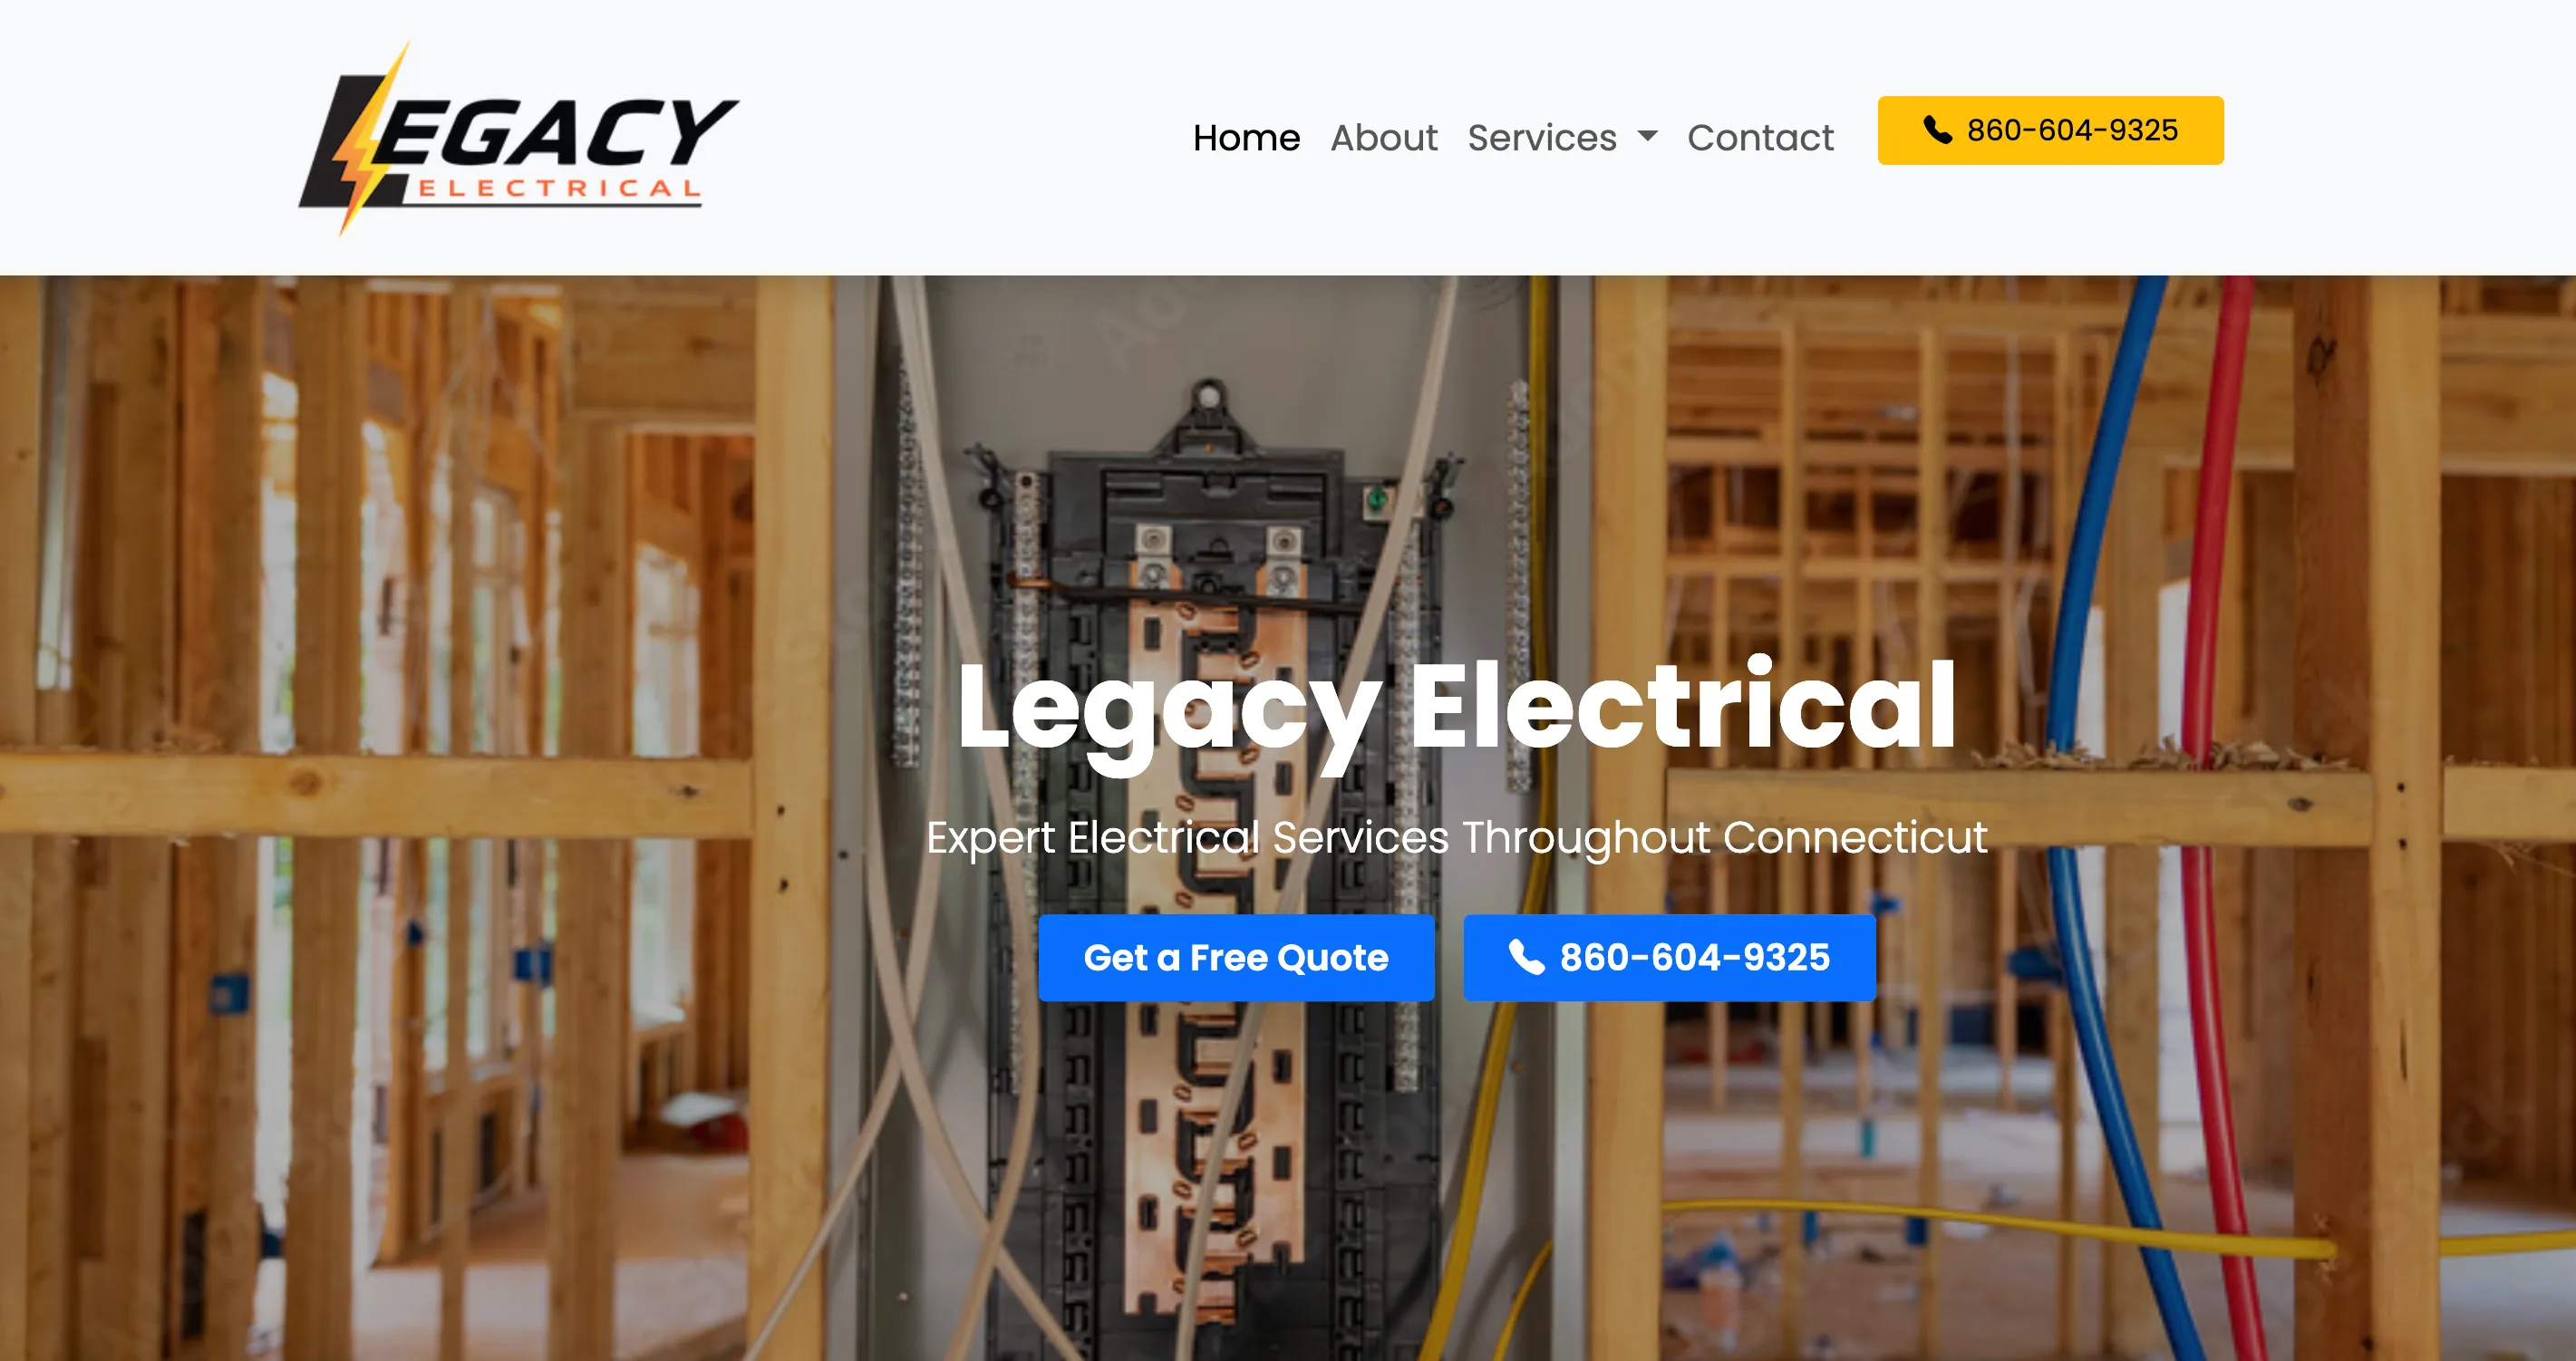 LEGACY
ELECTRICAL
Home About Services Contact 860-604-9325
Legacy Electrical
Expert Electrical Services Throughout Connecticut
Get a Free Quote 860-604-9325